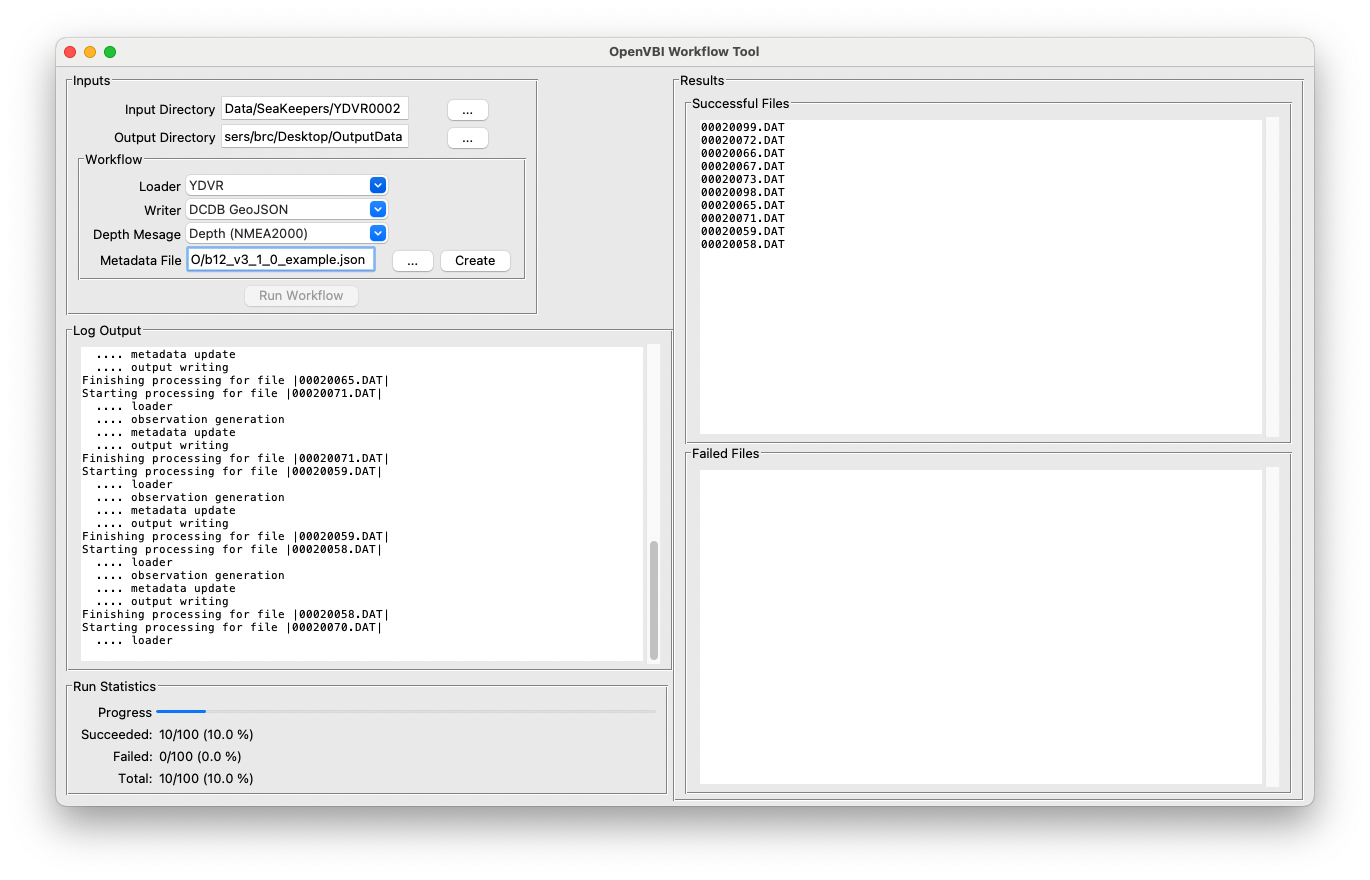 OpenVBI Workflow Tool
Inputs
Input Directory Data/SeaKeepers/YDVR0002 ...
Output Directory sers/brc/Desktop/OutputData ...
Workflow
Loader YDVR
Writer DCDB GeoJSON
Depth Mesage Depth (NMEA2000)
Metadata File O/b12_v3_1_0_example.json ... Create
Run Workflow
Log Output
.... metadata update
.... output writing
Finishing processing for file |00020065.DAT|
Starting processing for file |00020071.DAT|
.... loader
.... observation generation
.... metadata update
.... output writing
Finishing processing for file |00020071.DAT|
Starting processing for file |00020059.DAT|
.... loader
.... observation generation
.... metadata update
.... output writing
Finishing processing for file |00020059.DAT|
Starting processing for file |00020058.DAT|
.... loader
.... observation generation
.... metadata update
.... output writing
Finishing processing for file |00020058.DAT|
Starting processing for file |00020070.DAT|
.... loader
Run Statistics
Progress
Succeeded: 10/100 (10.0 %)
Failed: 0/100 (0.0 %)
Total: 10/100 (10.0 %)
Results
Successful Files
00020099.DAT
00020072.DAT
00020066.DAT
00020067.DAT
00020073.DAT
00020098.DAT
00020065.DAT
00020071.DAT
00020059.DAT
00020058.DAT
Failed Files